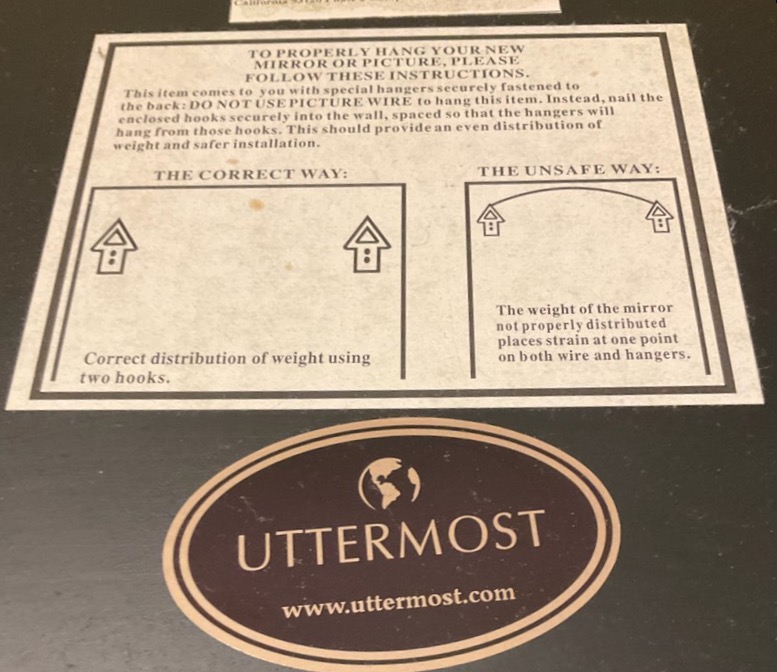 California
TO PROPERLY HANG YOUR NEW
MIRROR OR PICTURE, PLEASE
FOLLOW THESE INSTRUCTIONS.
This item comes to you with special hangers securely fastened to
the back: DO NOT USE PICTURE WIRE to hang this item. Instead, nail the
enclosed hooks securely into the wall, spaced so that the hangers will
hang from those hooks. This should provide an even distribution of
weight and safer installation.
THE CORRECT WAY:
Correct distribution of weight using
two hooks.
THE UNSAFE WAY:
The weight of the mirror
not properly distributed
places strain at one point
on both wire and hangers.
UTTERMOST
www.uttermost.com